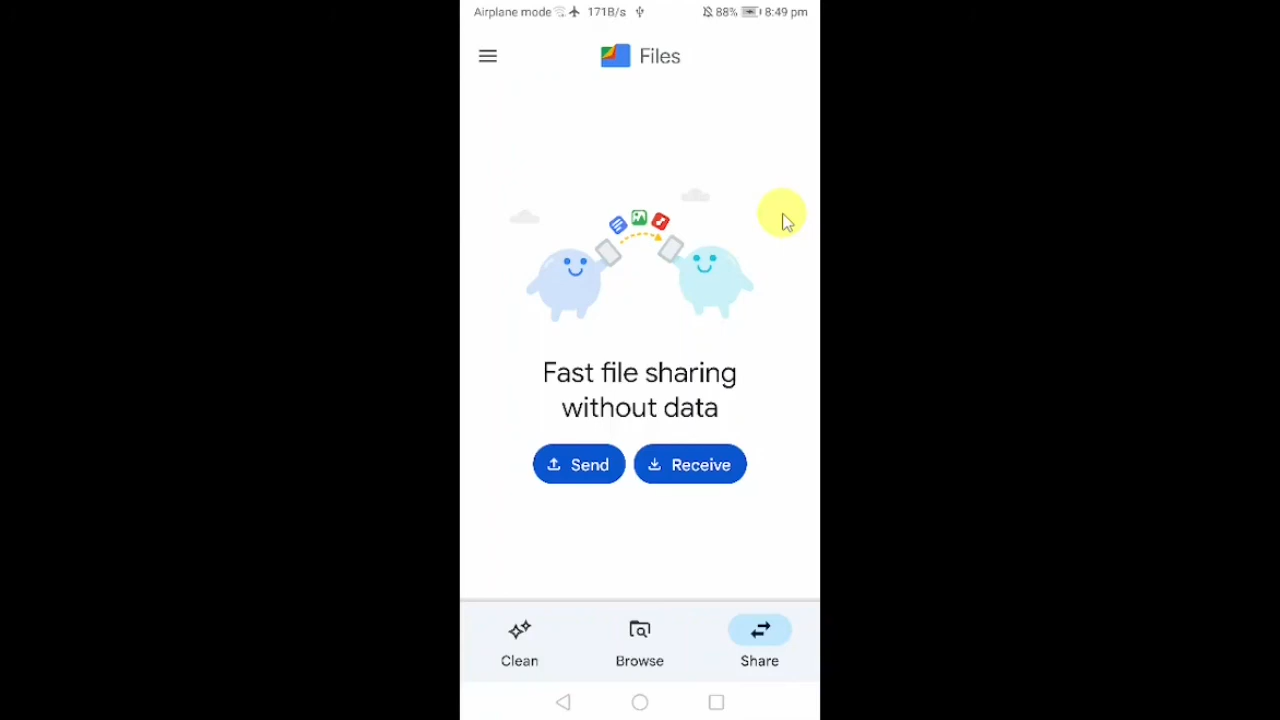 Airplane mode 171B/s 88% 8:49 pm
Files
Fast file sharing
without data
Send Receive
Clean Browse Share